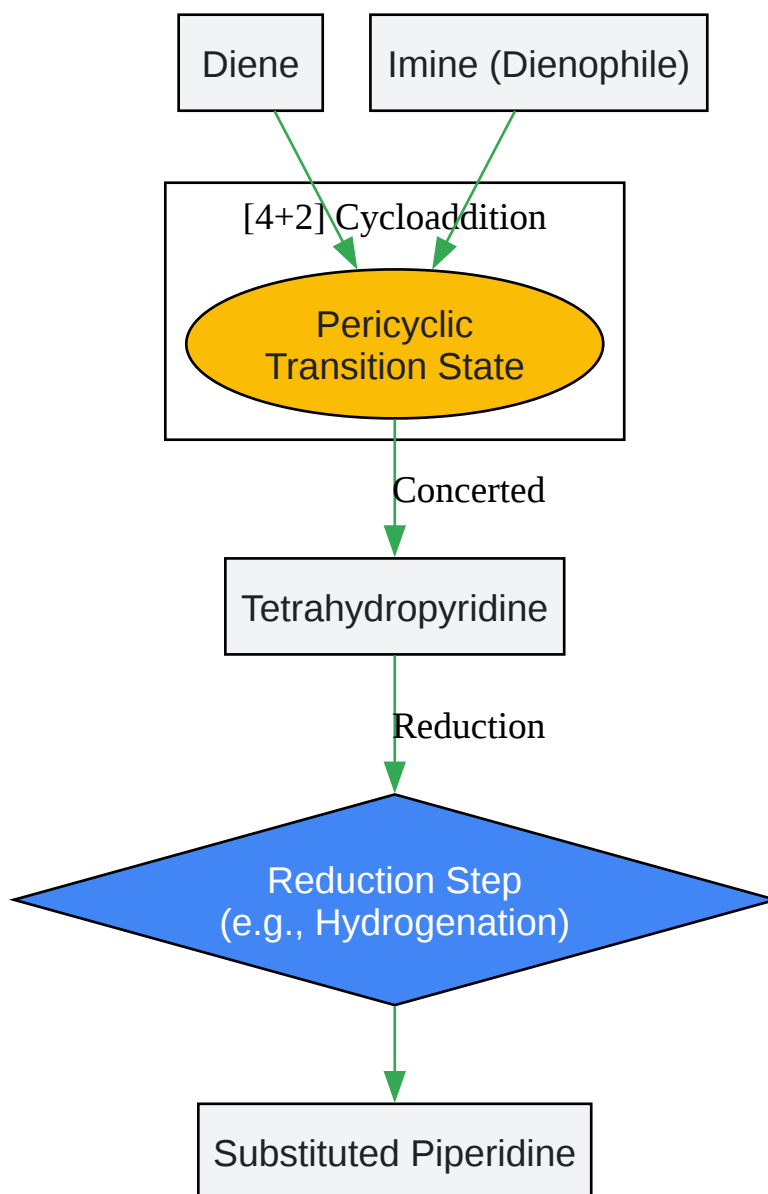 Diene
Imine (Dienophile)
[4+2] Cycloaddition
Pericyclic
Transition State
Concerted
Tetrahydropyridine
Reduction
Reduction Step
(e.g., Hydrogenation)
Substituted Piperidine